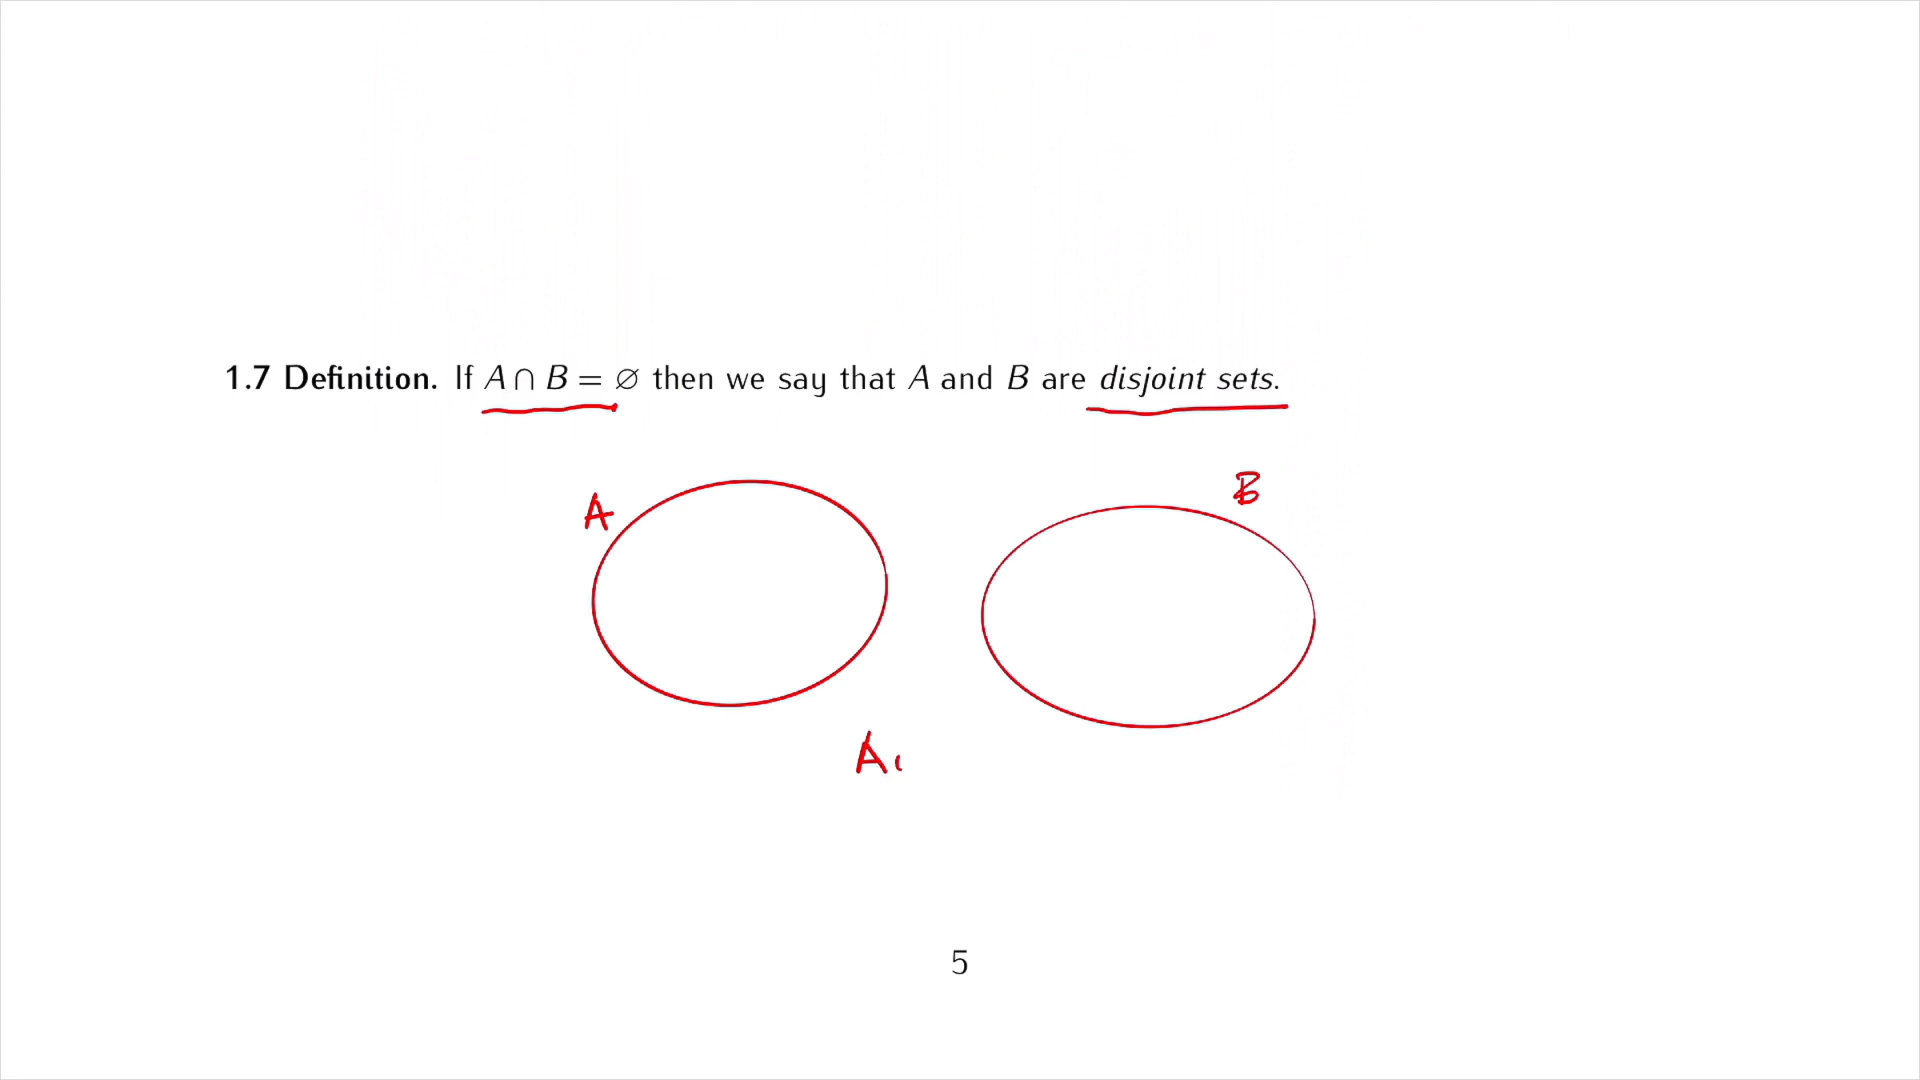 1.7 Definition. If A ∩ B = ∅ then we say that A and B are disjoint sets.
A
B
A
5